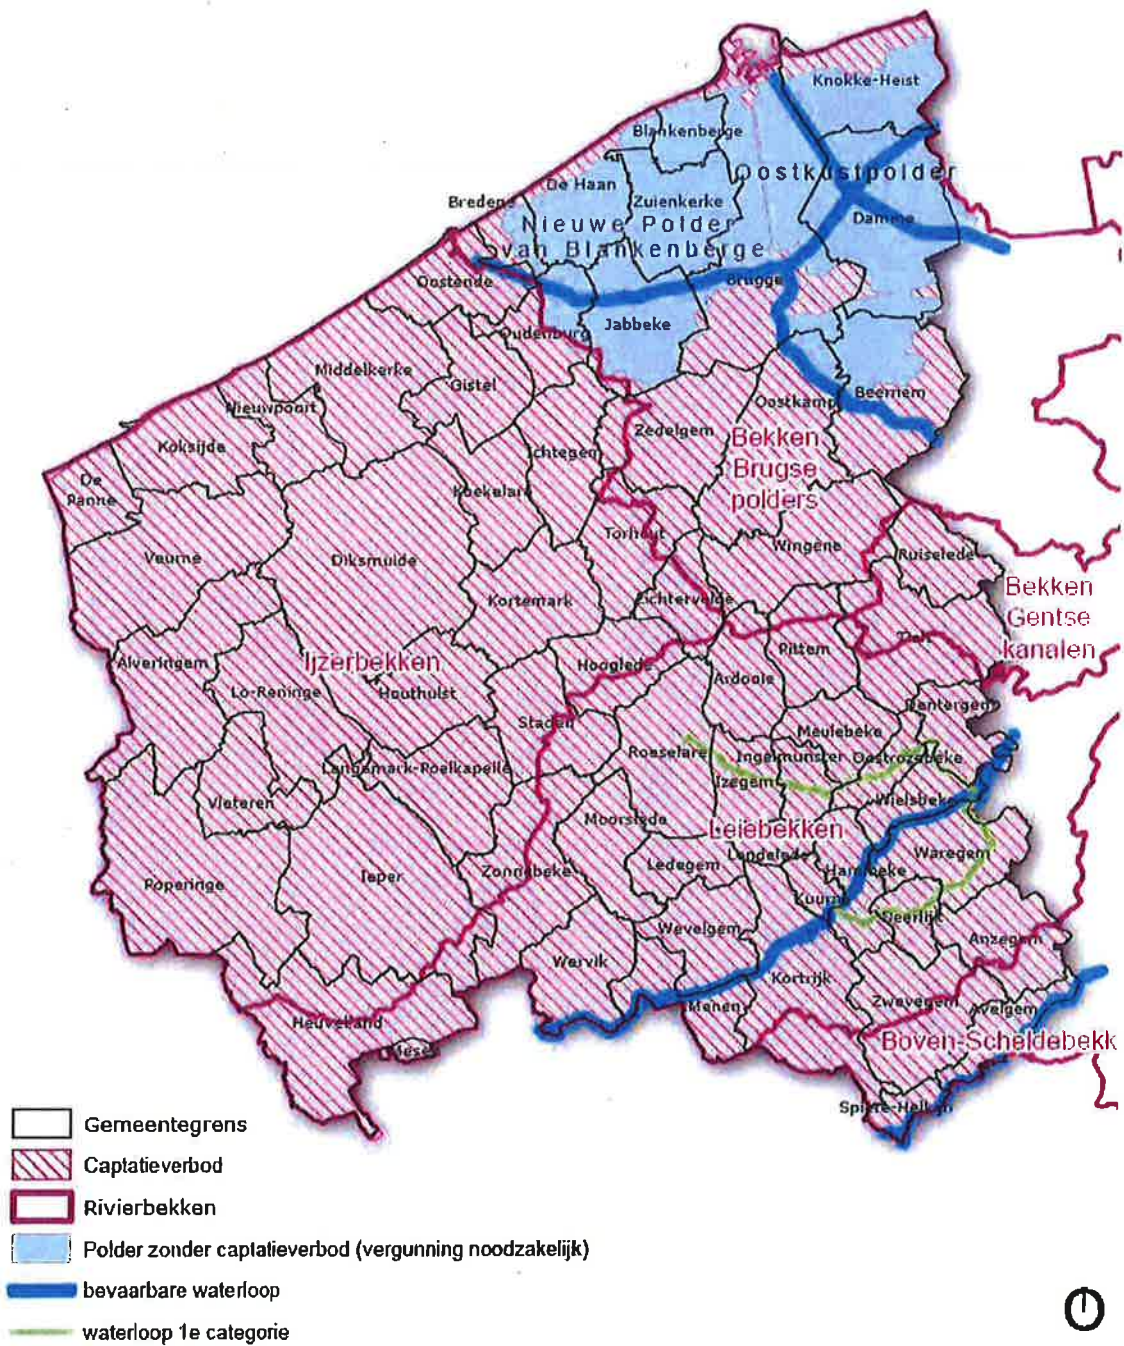 Knokke-Heist
Blankenberge
Oostkustpolder
De Haan
Zuienkerke
Bredene
Damme
Nieuwe Polder
van Blankenberge
Oostende
Brugge
Jabbeke
Oudenburg
Middelkerke
Gistel
Beernem
Oostkamp
Nieuwpoort
Zedelgem
Bekken
Brugse
polders
Koksijde
Ichtegem
De
Panne
Koekelare
Torhout
Wingene
Veurne
Diksmuide
Ruiselede
Bekken
Gentse
kanalen
Kortemark
Lichtervelde
Tielt
Pittem
Alveringem
Ijzerbekken
Hooglede
Lo-Reninge
Houthulst
Ardooie
Dentergem
Staden
Meulebeke
Roeselare
Ingelmunster
Oostrozebeke
Langemark-Poelkapelle
Izegem
Vleteren
Wielsbeke
Moorslede
Leiebekken
Ledegem
Lendelede
Waregem
Zonnebeke
Harelbeke
Poperinge
Ieper
Kuurne
Deerlijk
Wevelgem
Anzegem
Wervik
Kortrijk
Menen
Zwevegem
Avelgem
Heuvelland
Mesen
Boven-Scheldebekk
Spiere-Helkijn
Gemeentegrens
Captatieverbod
Rivierbekken
Polder zonder captatieverbod (vergunning noodzakelijk)
bevaarbare waterloop
waterloop 1e categorie